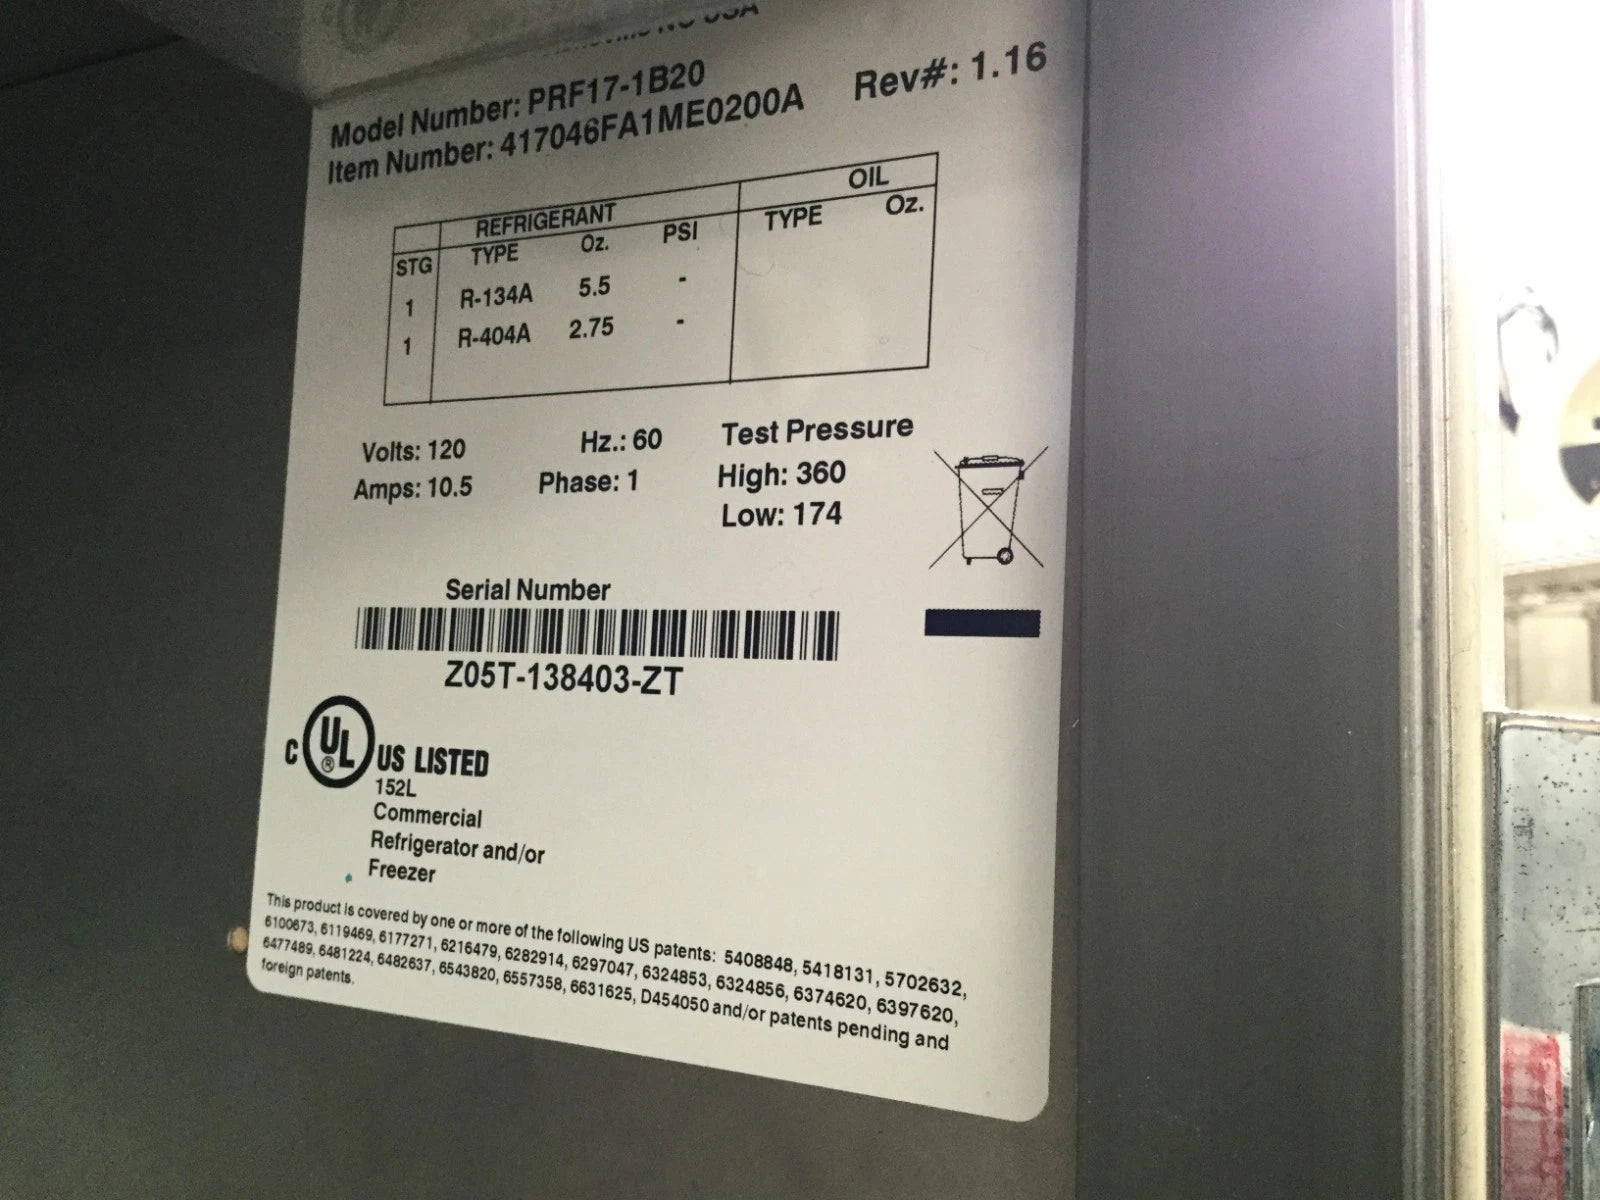 USA
Model Number: PRF17-1B20
Item Number: 417046FA1ME0200A Rev#: 1.16
REFRIGERANT OIL
STG TYPE Oz. PSI TYPE Oz.
1 R-134A 5.5 -
1 R-404A 2.75 -
Volts: 120 Hz.: 60 Test Pressure
Amps: 10.5 Phase: 1 High: 360
Low: 174
Serial Number
Z05T-138403-ZT
C UL ® US LISTED
152L
Commercial
Refrigerator and/or
Freezer
This product is covered by one or more of the following US patents: 5408848, 5418131, 5702632,
6100673, 6119469, 6177271, 6216479, 6282914, 6297047, 6324853, 6324856, 6374620, 6397620,
6477489, 6481224, 6482637, 6543820, 6557358, 6631625, D454050 and/or patents pending and
foreign patents.